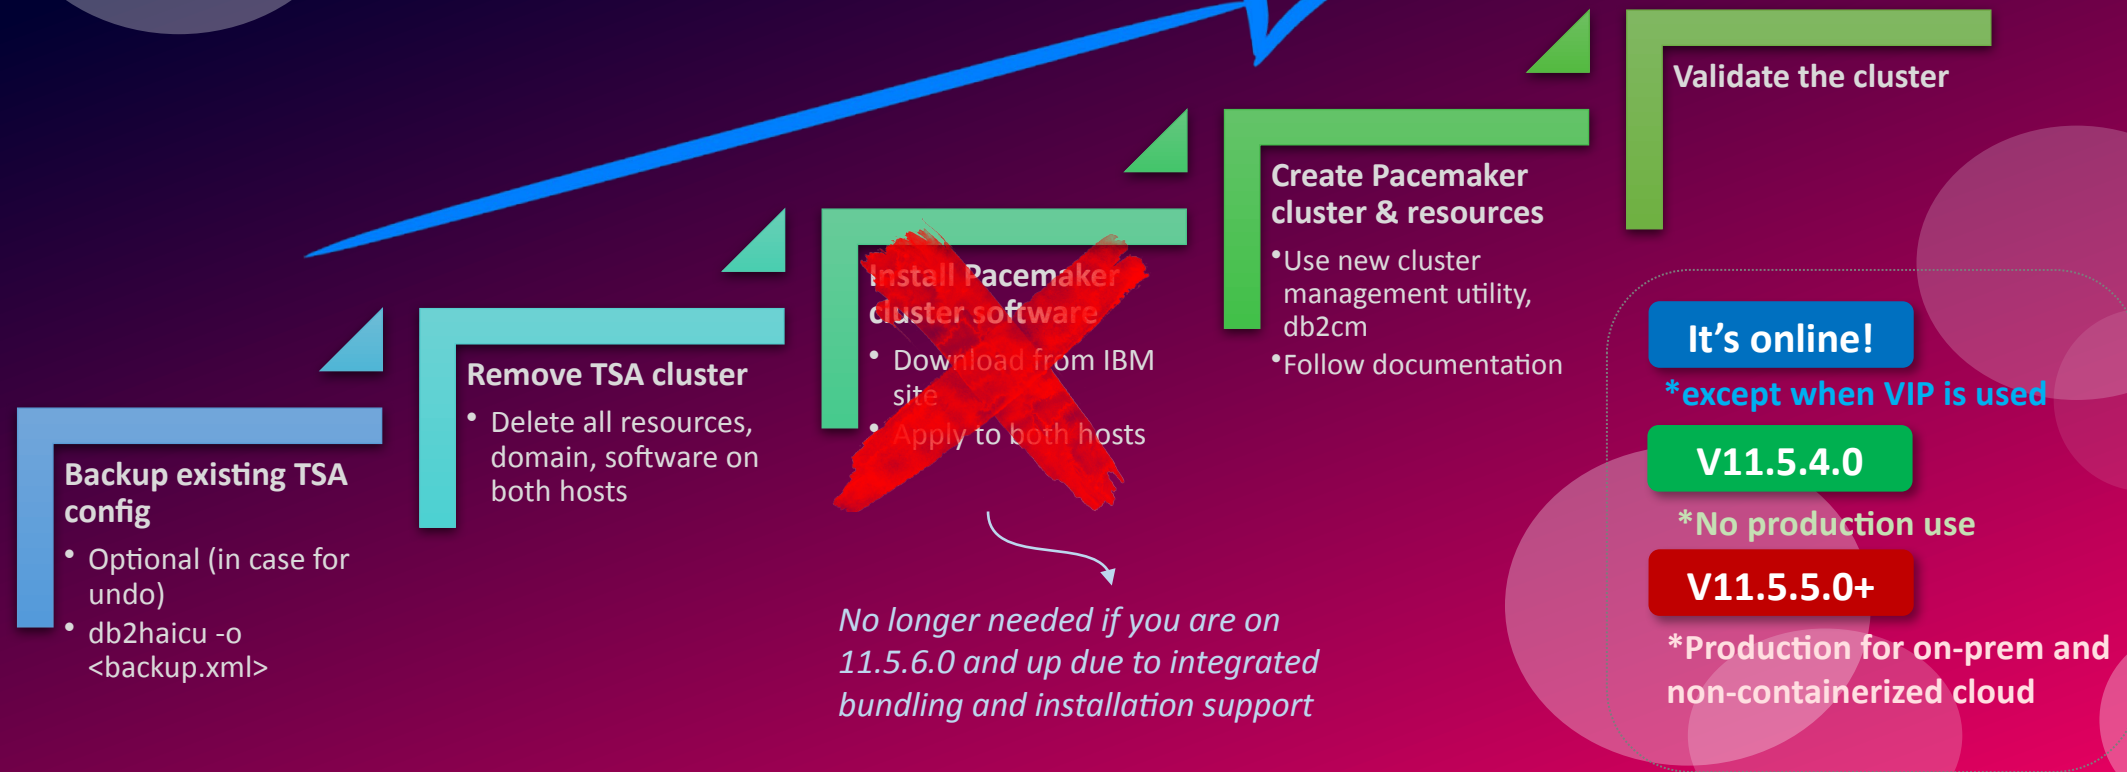 Backup existing TSA
config
• Optional (in case for
undo)
• db2haicu -o
<backup.xml>
Remove TSA cluster
• Delete all resources,
domain, software on
both hosts
Install Pacemaker
cluster software
• Download from IBM
site
• Apply to both hosts
No longer needed if you are on
11.5.6.0 and up due to integrated
bundling and installation support
Create Pacemaker
cluster & resources
•Use new cluster
management utility,
db2cm
•Follow documentation
Validate the cluster
It’s online!
*except when VIP is used
V11.5.4.0
*No production use
V11.5.5.0+
*Production for on-prem and
non-containerized cloud